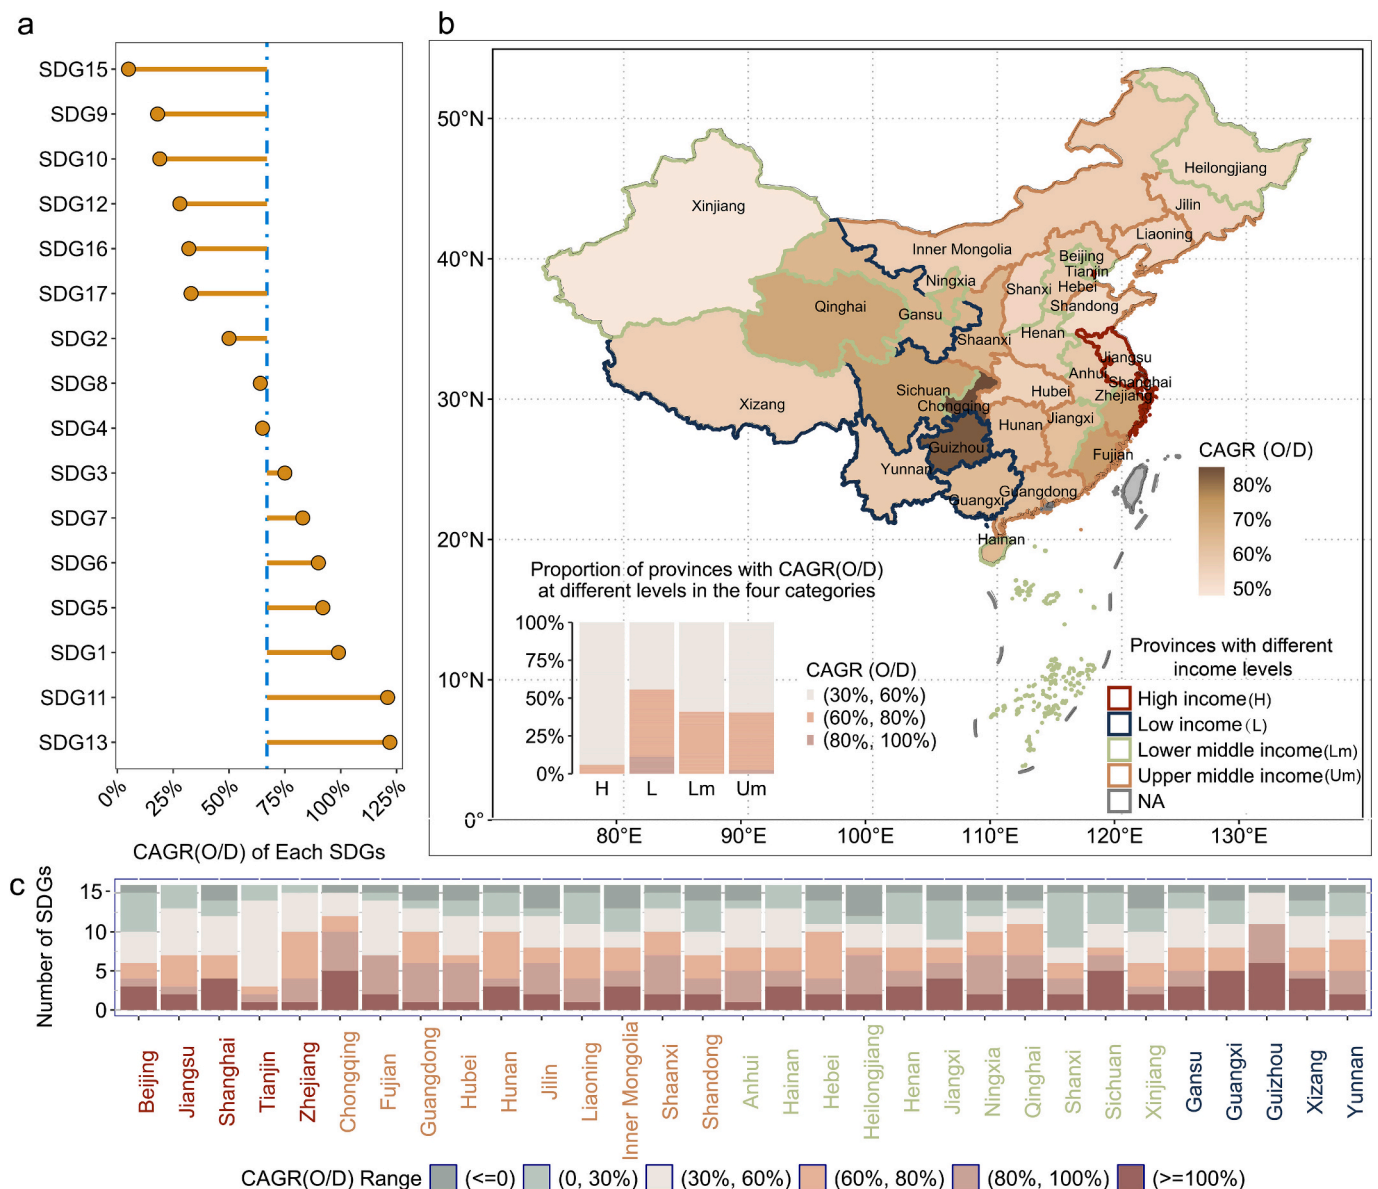 a
SDG15
SDG9
SDG10
SDG12
SDG16
SDG17
SDG2
SDG8
SDG4
SDG3
SDG7
SDG6
SDG5
SDG1
SDG11
SDG13
0%
25%
50%
75%
100%
125%
CAGR(O/D) of Each SDGs
b
50°N
40°N
30°N
20°N
10°N
0°
80°E
90°E
100°E
110°E
120°E
130°E
Heilongjiang
Xinjiang
Jilin
Liaoning
Inner Mongolia
Beijing
Tianjin
Ningxia
Shanxi
Hebei
Qinghai
Gansu
Shandong
Shaanxi
Henan
Jiangsu
Anhui
Shanghai
Sichuan
Hubei
Zhejiang
Xizang
Chongqing
Hunan
Jiangxi
Guizhou
Fujian
Yunnan
Guangxi
Guangdong
Hainan
CAGR (O/D)
80%
70%
60%
50%
Proportion of provinces with CAGR(O/D)
at different levels in the four categories
100%
75%
50%
25%
0%
H
L
Lm
Um
CAGR (O/D)
(30%, 60%)
(60%, 80%)
(80%, 100%)
Provinces with different
income levels
High income(H)
Low income(L)
Lower middle income(Lm)
Upper middle income(Um)
NA
c
Number of SDGs
15
10
5
0
Beijing
Jiangsu
Shanghai
Tianjin
Zhejiang
Chongqing
Fujian
Guangdong
Hubei
Hunan
Jilin
Liaoning
Inner Mongolia
Shaanxi
Shandong
Anhui
Hainan
Hebei
Heilongjiang
Henan
Jiangxi
Ningxia
Qinghai
Shanxi
Sichuan
Xinjiang
Gansu
Guangxi
Guizhou
Xizang
Yunnan
CAGR(O/D) Range
(<=0)
(0, 30%)
(30%, 60%)
(60%, 80%)
(80%, 100%)
(>=100%)